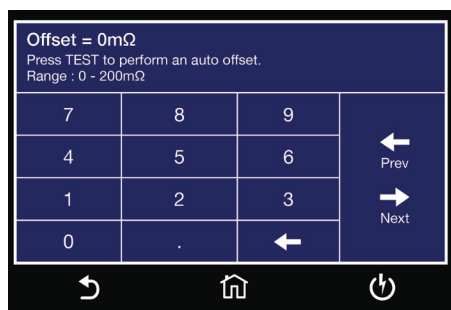 Offset = 0mΩ
Press TEST to perform an auto offset.
Range : 0 - 200mΩ
7 8 9
4 5 6
Prev
1 2 3
Next
0 .